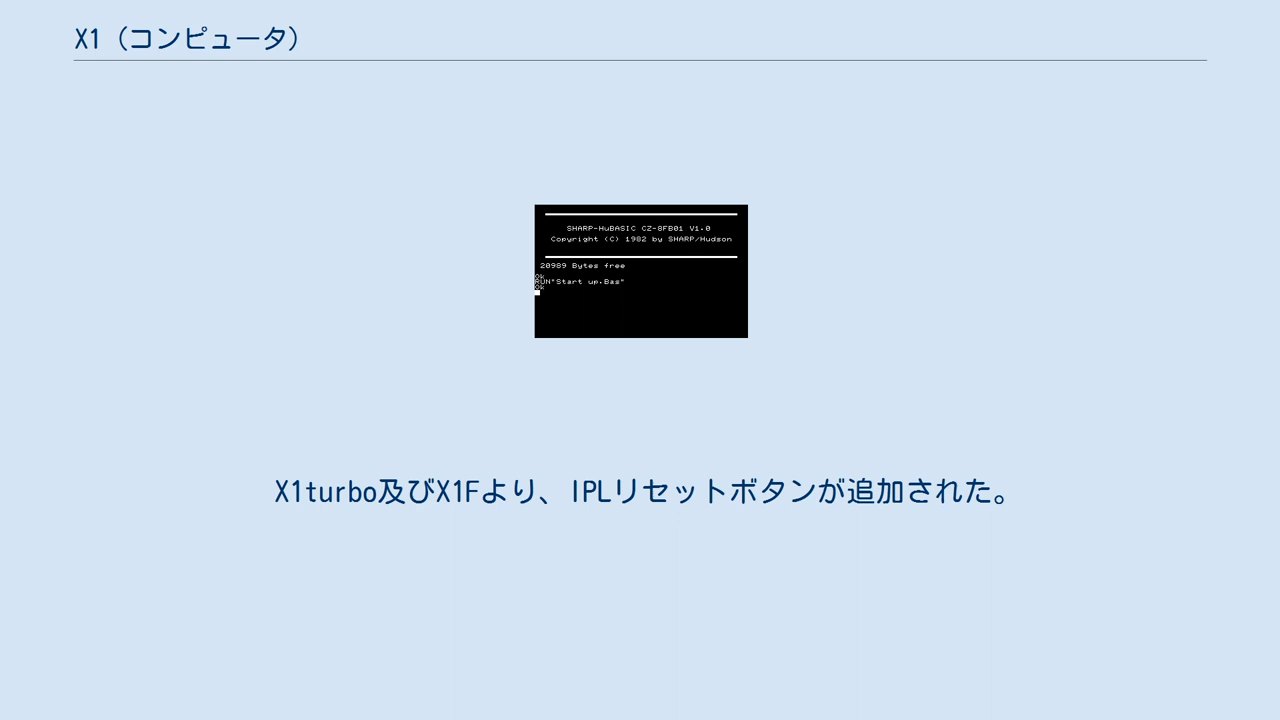 X1（コンピュータ）
SHARP-HuBASIC CZ-8FB01 V1.0
Copyright (C) 1982 by SHARP/Hudson
20989 Bytes free
Ok
RUN"Start up.Bas"
Ok
X1turbo及びX1Fより、IPLリセットボタンが追加された。